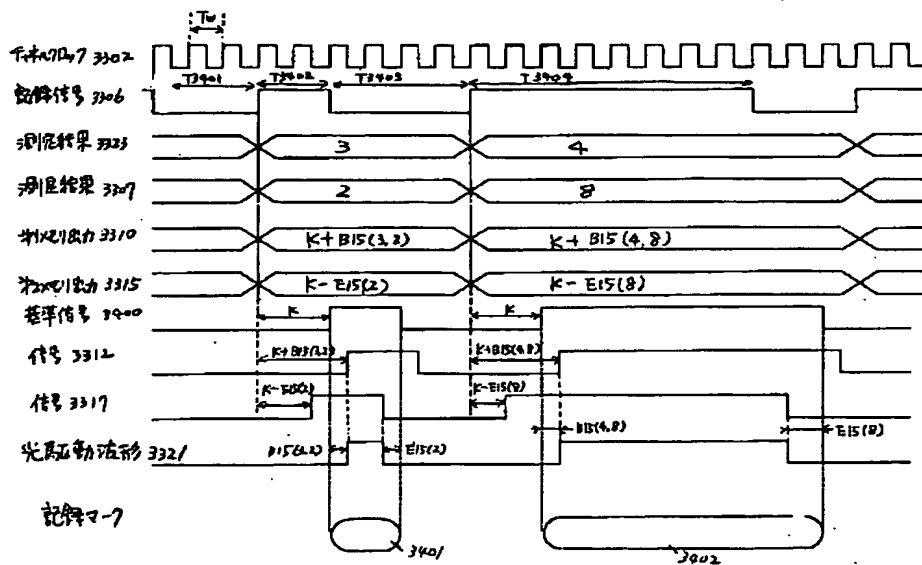 Tw
チャネルクロック 3302
T3401 T3402 T3403 T3404
記録信号 3306
測定結果 3323 3 4
測定結果 3307 2 8
第1メモリ出力 3310 K+B15(3,2) K+B15(4,8)
第2メモリ出力 3315 K-E15(2) K-E15(8)
基準信号 3400 K K
信号 3312 K+B15(3,2) K+B15(4,8)
信号 3317 K-E15(2) K-E15(8)
B15(4,8) E15(8)
光駆動波形 3321 B15(3,2) E15(2)
記録マーク
3401 3402